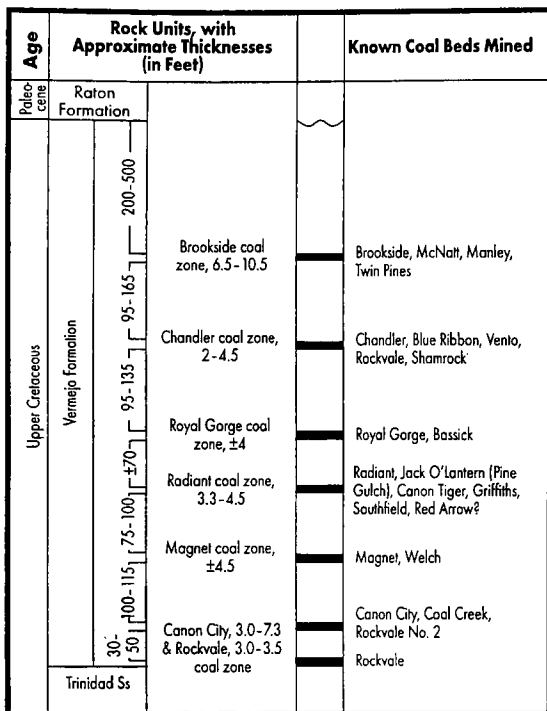 Age
Rock Units, with
Approximate Thicknesses
(in Feet)
Known Coal Beds Mined
Paleo-
cene
Raton
Formation
Upper Cretaceous
Vermejo Formation
200-500
Brookside coal
zone, 6.5-10.5
Brookside, McNatt, Manley,
Twin Pines
95-165
Chandler coal zone,
2-4.5
Chandler, Blue Ribbon, Vento,
Rockvale, Shamrock
95-135
Royal Gorge coal
zone, ±4
Royal Gorge, Bassick
±70
Radiant coal zone,
3.3-4.5
Radiant, Jack O'Lantern (Pine
Gulch), Canon Tiger, Griffiths,
Southfield, Red Arrow?
75-100
Magnet coal zone,
±4.5
Magnet, Welch
100-115
Canon City, 3.0-7.3
& Rockvale, 3.0-3.5
coal zone
Canon City, Coal Creek,
Rockvale No. 2
30-
50
Rockvale
Trinidad Ss